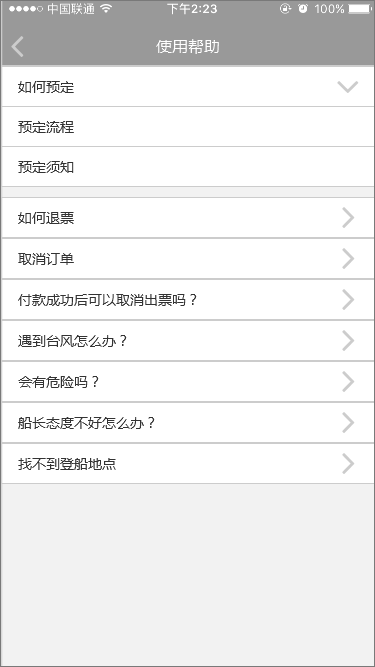 中国联通 下午2:23 100%
使用帮助
如何预定
预定流程
预定须知
如何退票
取消订单
付款成功后可以取消出票吗？
遇到台风怎么办？
会有危险吗？
船长态度不好怎么办？
找不到登船地点